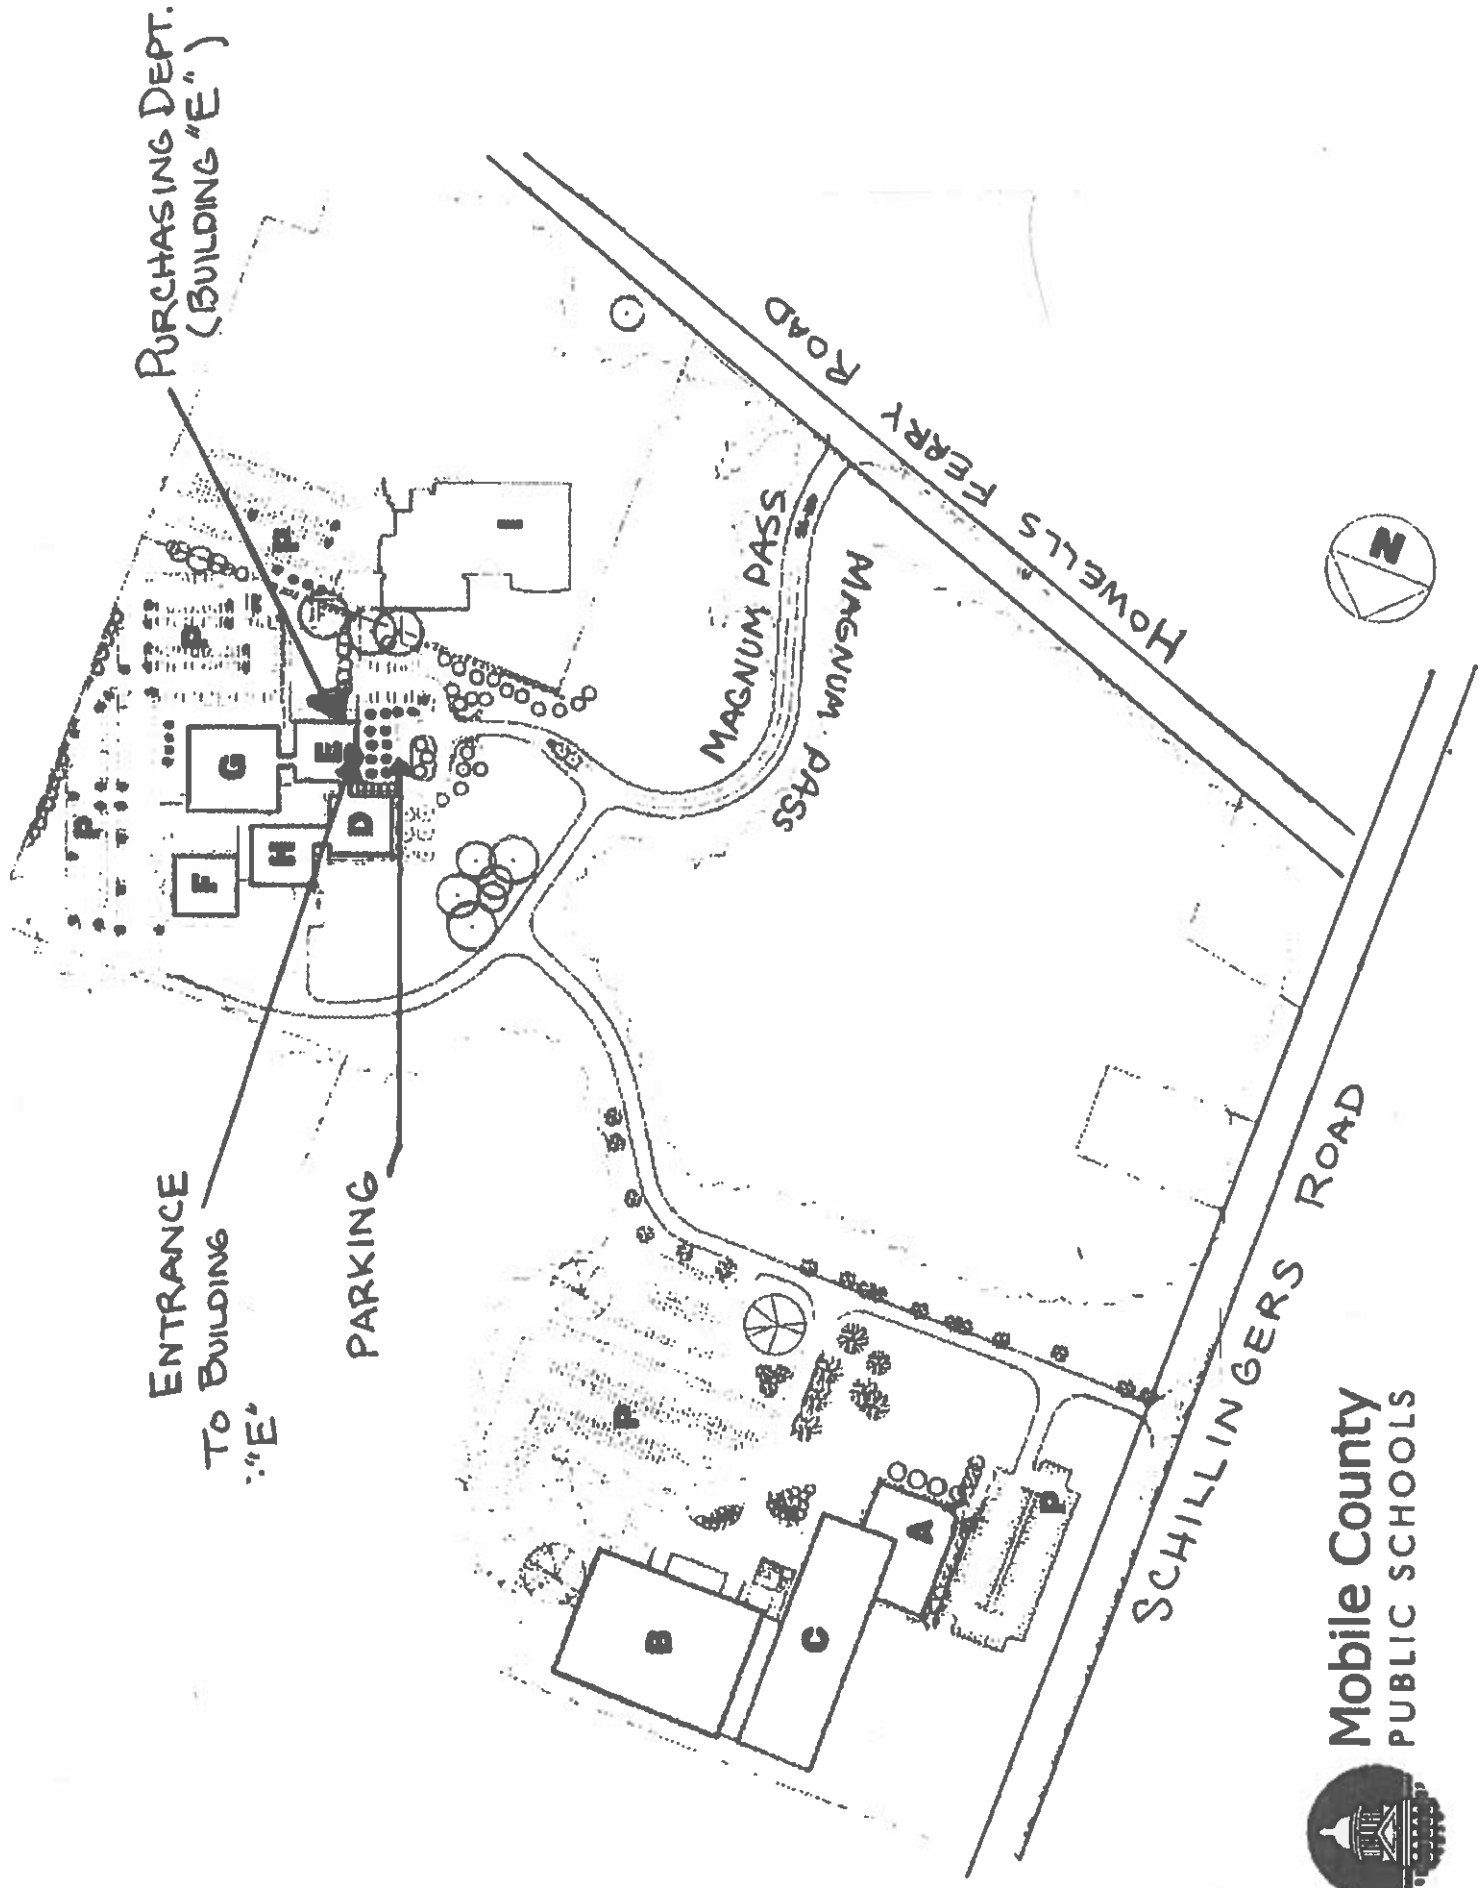 PURCHASING DEPT.
(BUILDING "E")
ENTRANCE
TO BUILDING
"E"
PARKING
P
P
P
G
E
F
H
D
I
MAGNUM PASS
MAGNUM PASS
HOWELLS FERRY ROAD
N
P
B
C
A
P
SCHILLINGERS ROAD
Mobile County
PUBLIC SCHOOLS